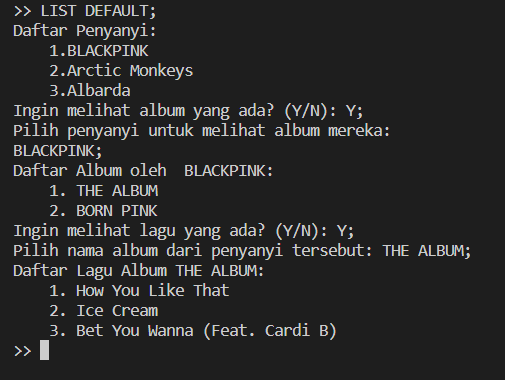 >> LIST DEFAULT;
Daftar Penyanyi:
1.BLACKPINK
2.Arctic Monkeys
3.Albarda
Ingin melihat album yang ada? (Y/N): Y;
Pilih penyanyi untuk melihat album mereka:
BLACKPINK;
Daftar Album oleh  BLACKPINK:
1. THE ALBUM
2. BORN PINK
Ingin melihat lagu yang ada? (Y/N): Y;
Pilih nama album dari penyanyi tersebut: THE ALBUM;
Daftar Lagu Album THE ALBUM:
1. How You Like That
2. Ice Cream
3. Bet You Wanna (Feat. Cardi B)
>>